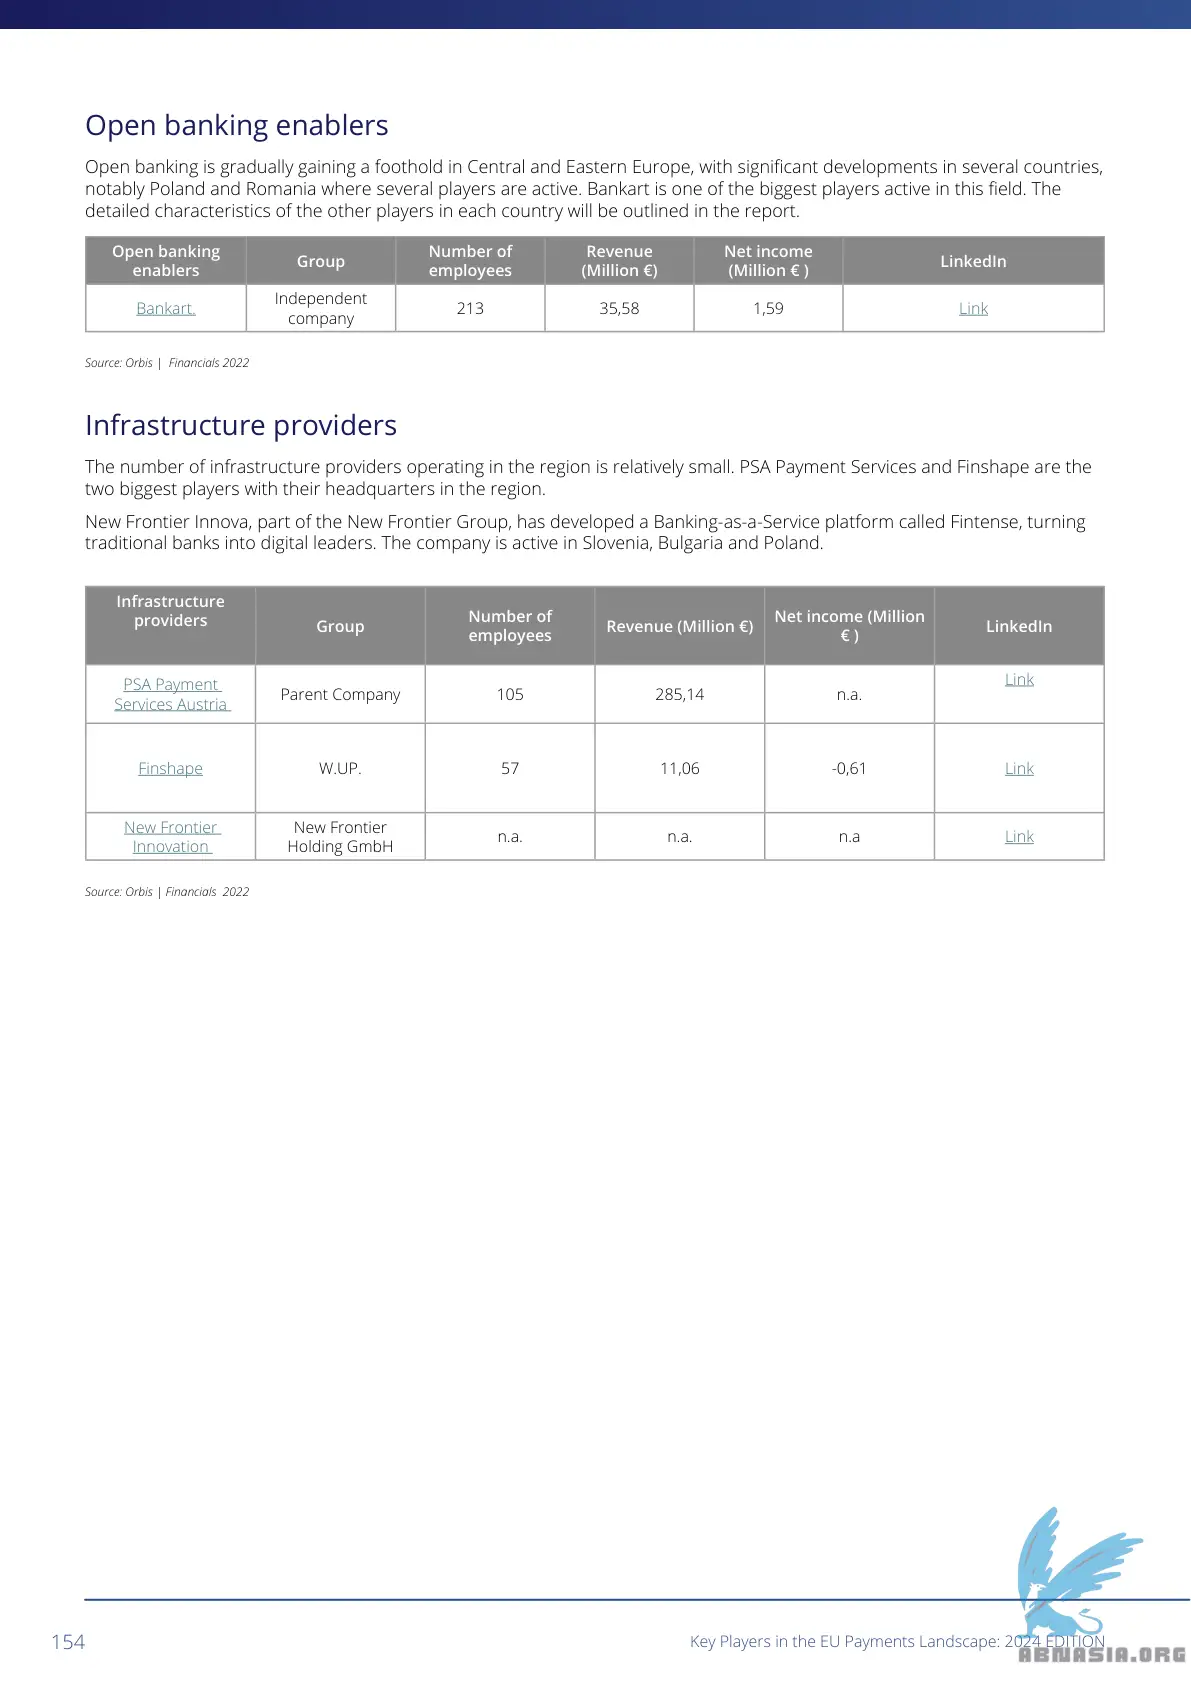 Open banking enablers
Open banking is gradually gaining a foothold in Central and Eastern Europe, with significant developments in several countries,
notably Poland and Romania where several players are active. Bankart is one of the biggest players active in this field. The
detailed characteristics of the other players in each country will be outlined in the report.
Open banking enablers Group Number of employees Revenue (Million €) Net income (Million € ) LinkedIn
Bankart. Independent company 213 35,58 1,59 Link
Source: Orbis | Financials 2022
Infrastructure providers
The number of infrastructure providers operating in the region is relatively small. PSA Payment Services and Finshape are the
two biggest players with their headquarters in the region.
New Frontier Innova, part of the New Frontier Group, has developed a Banking-as-a-Service platform called Fintense, turning
traditional banks into digital leaders. The company is active in Slovenia, Bulgaria and Poland.
Infrastructure providers Group Number of employees Revenue (Million €) Net income (Million € ) LinkedIn
PSA Payment Services Austria Parent Company 105 285,14 n.a. Link
Finshape W.UP. 57 11,06 -0,61 Link
New Frontier Innovation New Frontier Holding GmbH n.a. n.a. n.a Link
Source: Orbis | Financials 2022
154
Key Players in the EU Payments Landscape: 2024 EDITION
ABNASIA.ORG